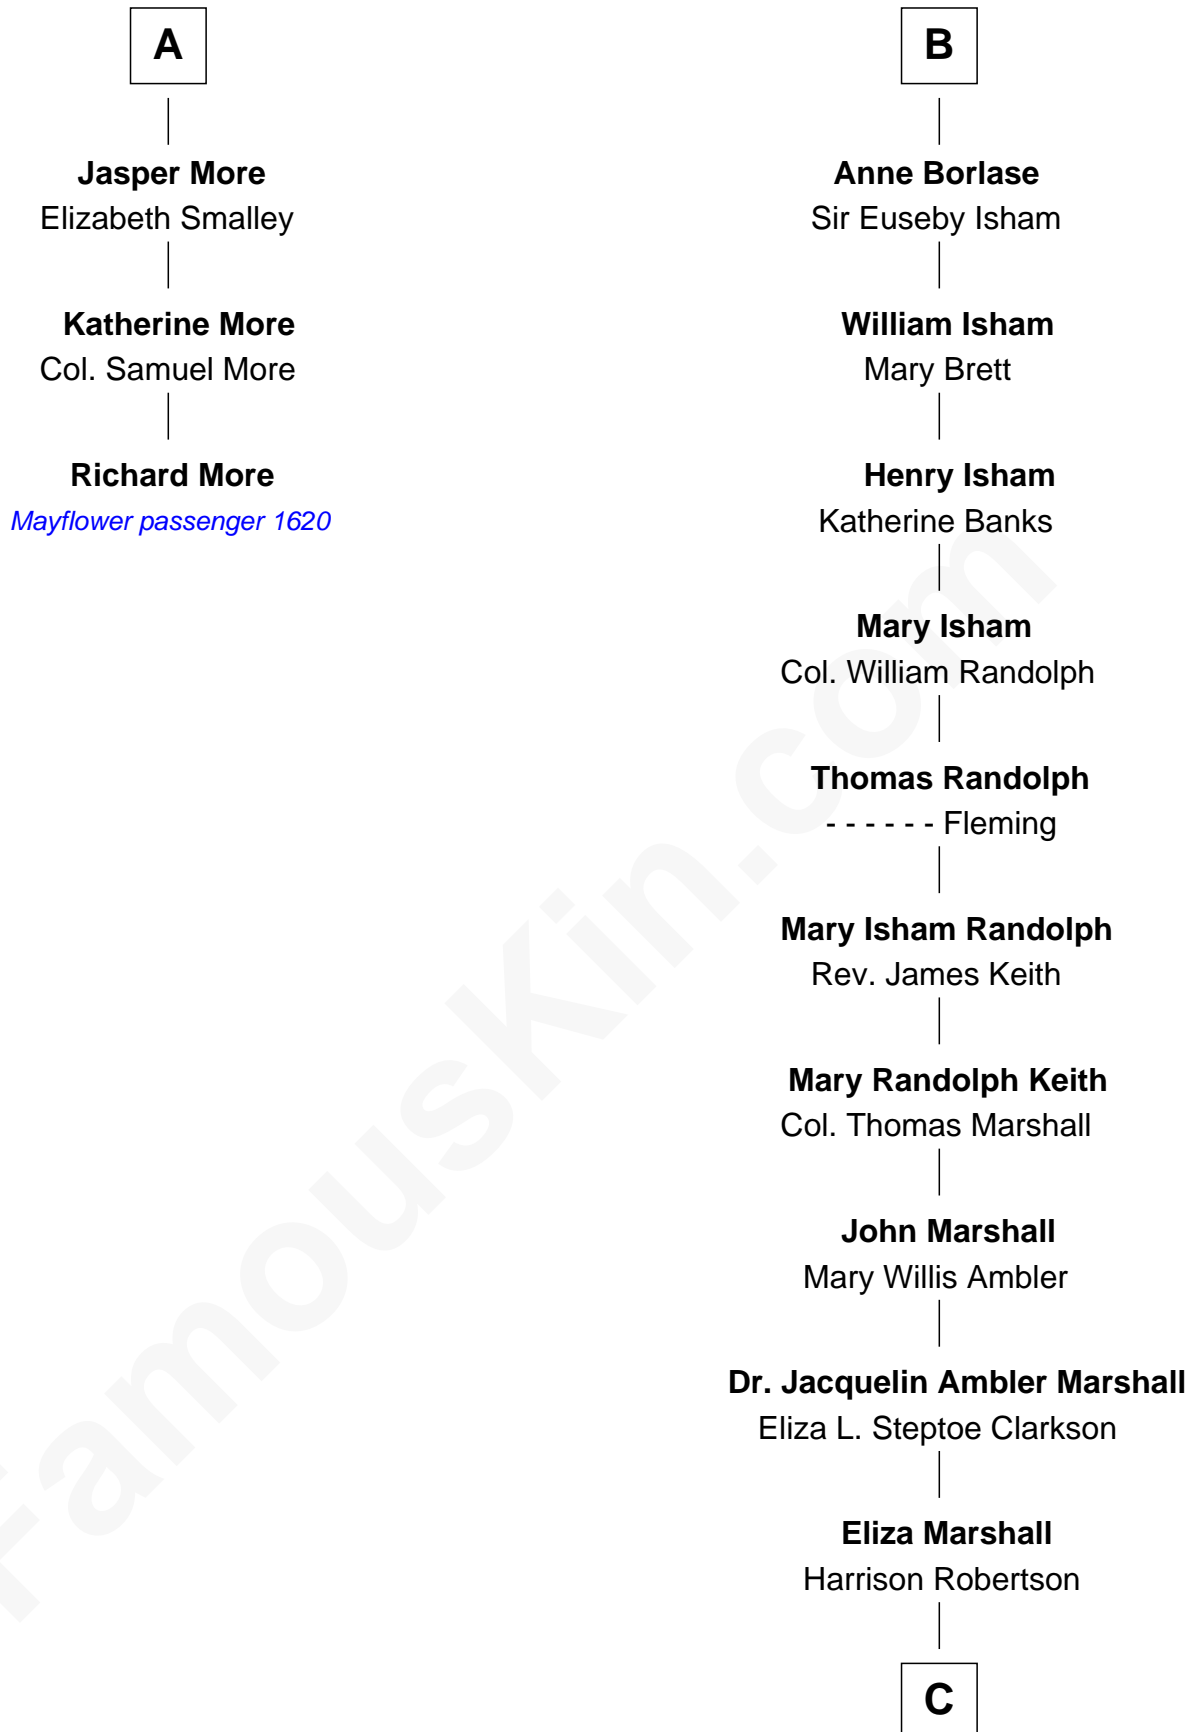 A
Jasper More
Elizabeth Smalley
Katherine More
Col. Samuel More
Richard More
Mayflower passenger 1620
B
Anne Borlase
Sir Euseby Isham
William Isham
Mary Brett
Henry Isham
Katherine Banks
Mary Isham
Col. William Randolph
Thomas Randolph
- - - - - - Fleming
Mary Isham Randolph
Rev. James Keith
Mary Randolph Keith
Col. Thomas Marshall
John Marshall
Mary Willis Ambler
Dr. Jacquelin Ambler Marshall
Eliza L. Steptoe Clarkson
Eliza Marshall
Harrison Robertson
C
FamousKin.com